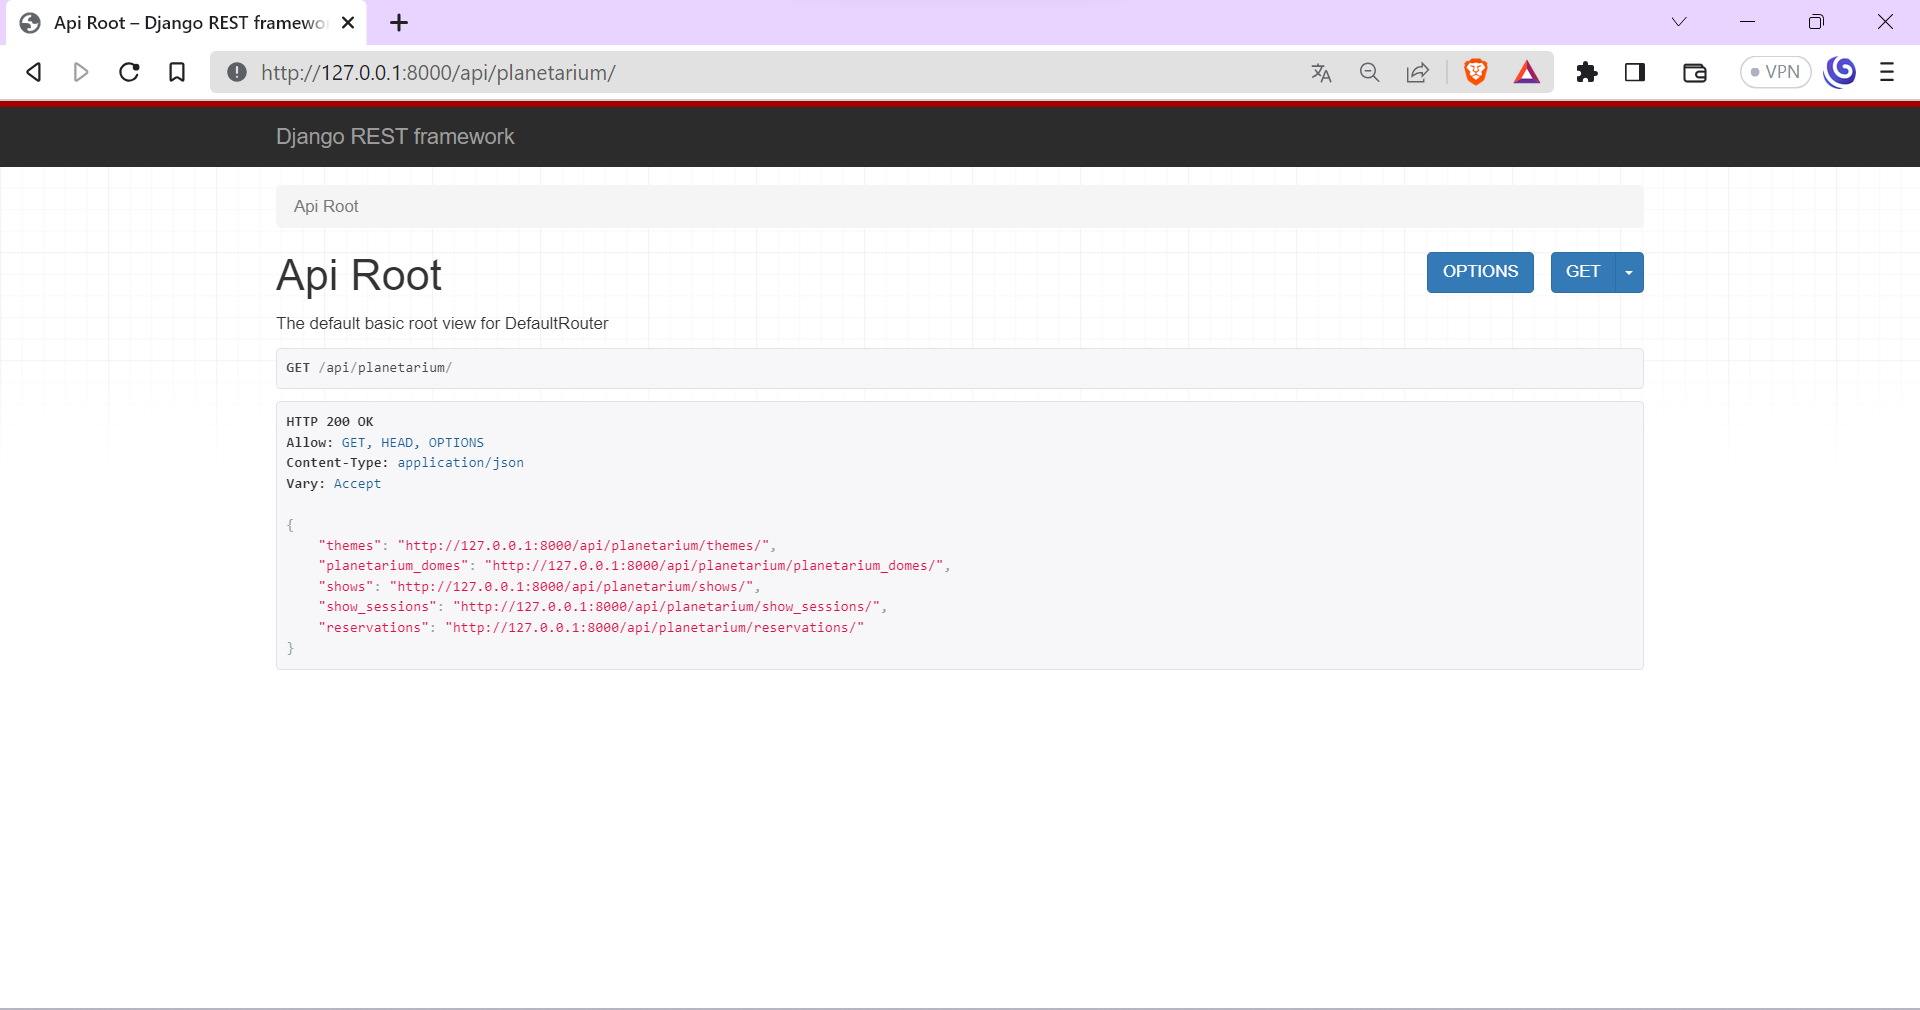 Api Root – Django REST framewo
http://127.0.0.1:8000/api/planetarium/
VPN
Django REST framework
Api Root
Api Root
OPTIONS
GET
The default basic root view for DefaultRouter
GET /api/planetarium/
HTTP 200 OK
Allow: GET, HEAD, OPTIONS
Content-Type: application/json
Vary: Accept
{
    "themes": "http://127.0.0.1:8000/api/planetarium/themes/",
    "planetarium_domes": "http://127.0.0.1:8000/api/planetarium/planetarium_domes/",
    "shows": "http://127.0.0.1:8000/api/planetarium/shows/",
    "show_sessions": "http://127.0.0.1:8000/api/planetarium/show_sessions/",
    "reservations": "http://127.0.0.1:8000/api/planetarium/reservations/"
}